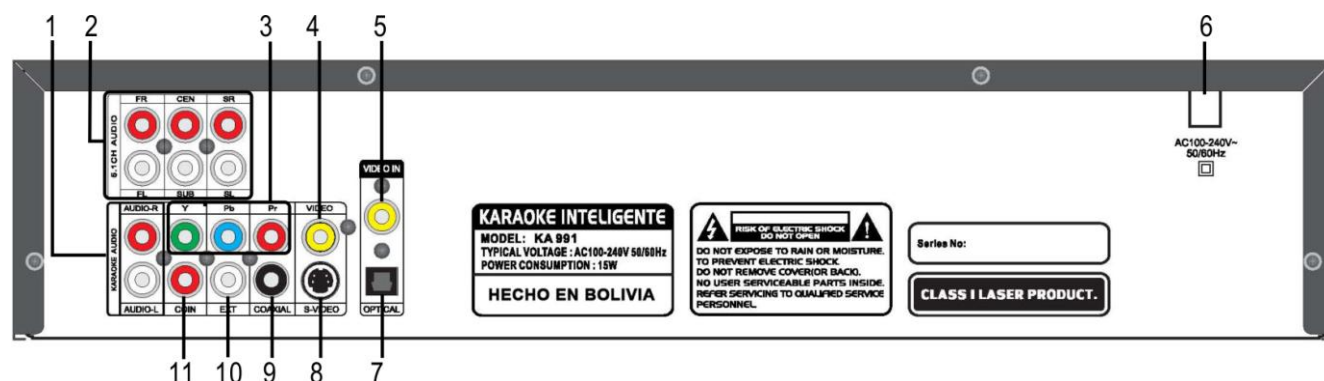 1 2 3 4 5 6
FR CEN SR
5.1CH AUDIO
FL SUB SL
VIDEO IN
AC100-240V~
50/60Hz
AUDIO-R Y Pb Pr VIDEO
KARAOKE AUDIO
AUDIO-L COIN EXT COAXIAL S-VIDEO OPTICAL
KARAOKE INTELIGENTE
MODEL: KA 991
TYPICAL VOLTAGE : AC100-240V 50/60Hz
POWER CONSUMPTION : 15W
HECHO EN BOLIVIA
RISK OF ELECTRIC SHOCK
DO NOT OPEN
DO NOT EXPOSE TO RAIN OR MOISTURE.
TO PREVENT ELECTRIC SHOCK.
DO NOT REMOVE COVER(OR BACK).
NO USER SERVICEABLE PARTS INSIDE.
REFER SERVICING TO QUALIFIED SERVICE
PERSONNEL.
Series No:
CLASS I LASER PRODUCT.
11 10 9 8 7